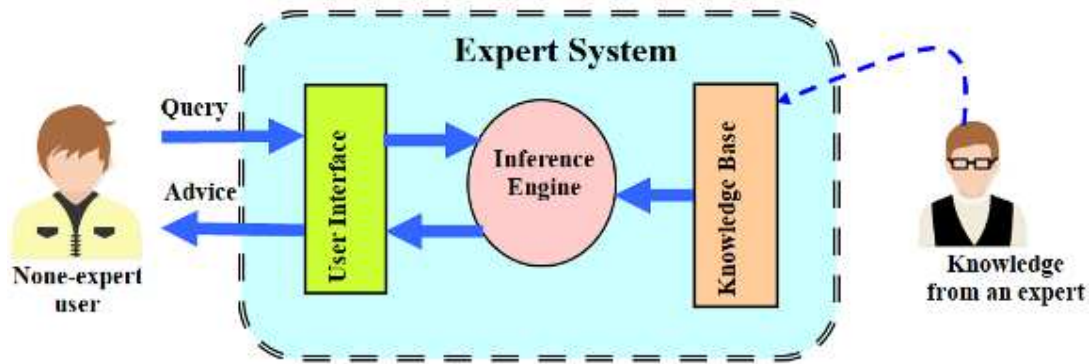 Expert System
Query
Advice
User Interface
Inference
Engine
Knowledge Base
None-expert
user
Knowledge
from an expert